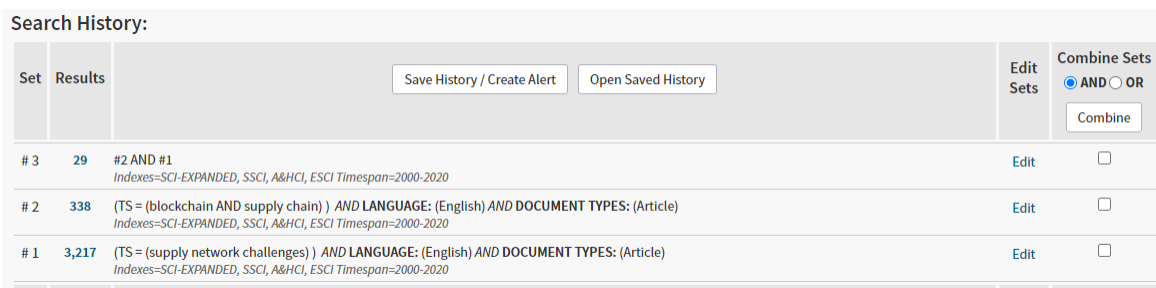 Search History:
Set Results Save History / Create Alert Open Saved History Edit Sets Combine Sets
AND OR
Combine
# 3 29 #2 AND #1 Edit
Indexes=SCI-EXPANDED, SSCI, A&HCI, ESCI Timespan=2000-2020
# 2 338 (TS = (blockchain AND supply chain) ) AND LANGUAGE: (English) AND DOCUMENT TYPES: (Article) Edit
Indexes=SCI-EXPANDED, SSCI, A&HCI, ESCI Timespan=2000-2020
# 1 3,217 (TS = (supply network challenges) ) AND LANGUAGE: (English) AND DOCUMENT TYPES: (Article) Edit
Indexes=SCI-EXPANDED, SSCI, A&HCI, ESCI Timespan=2000-2020